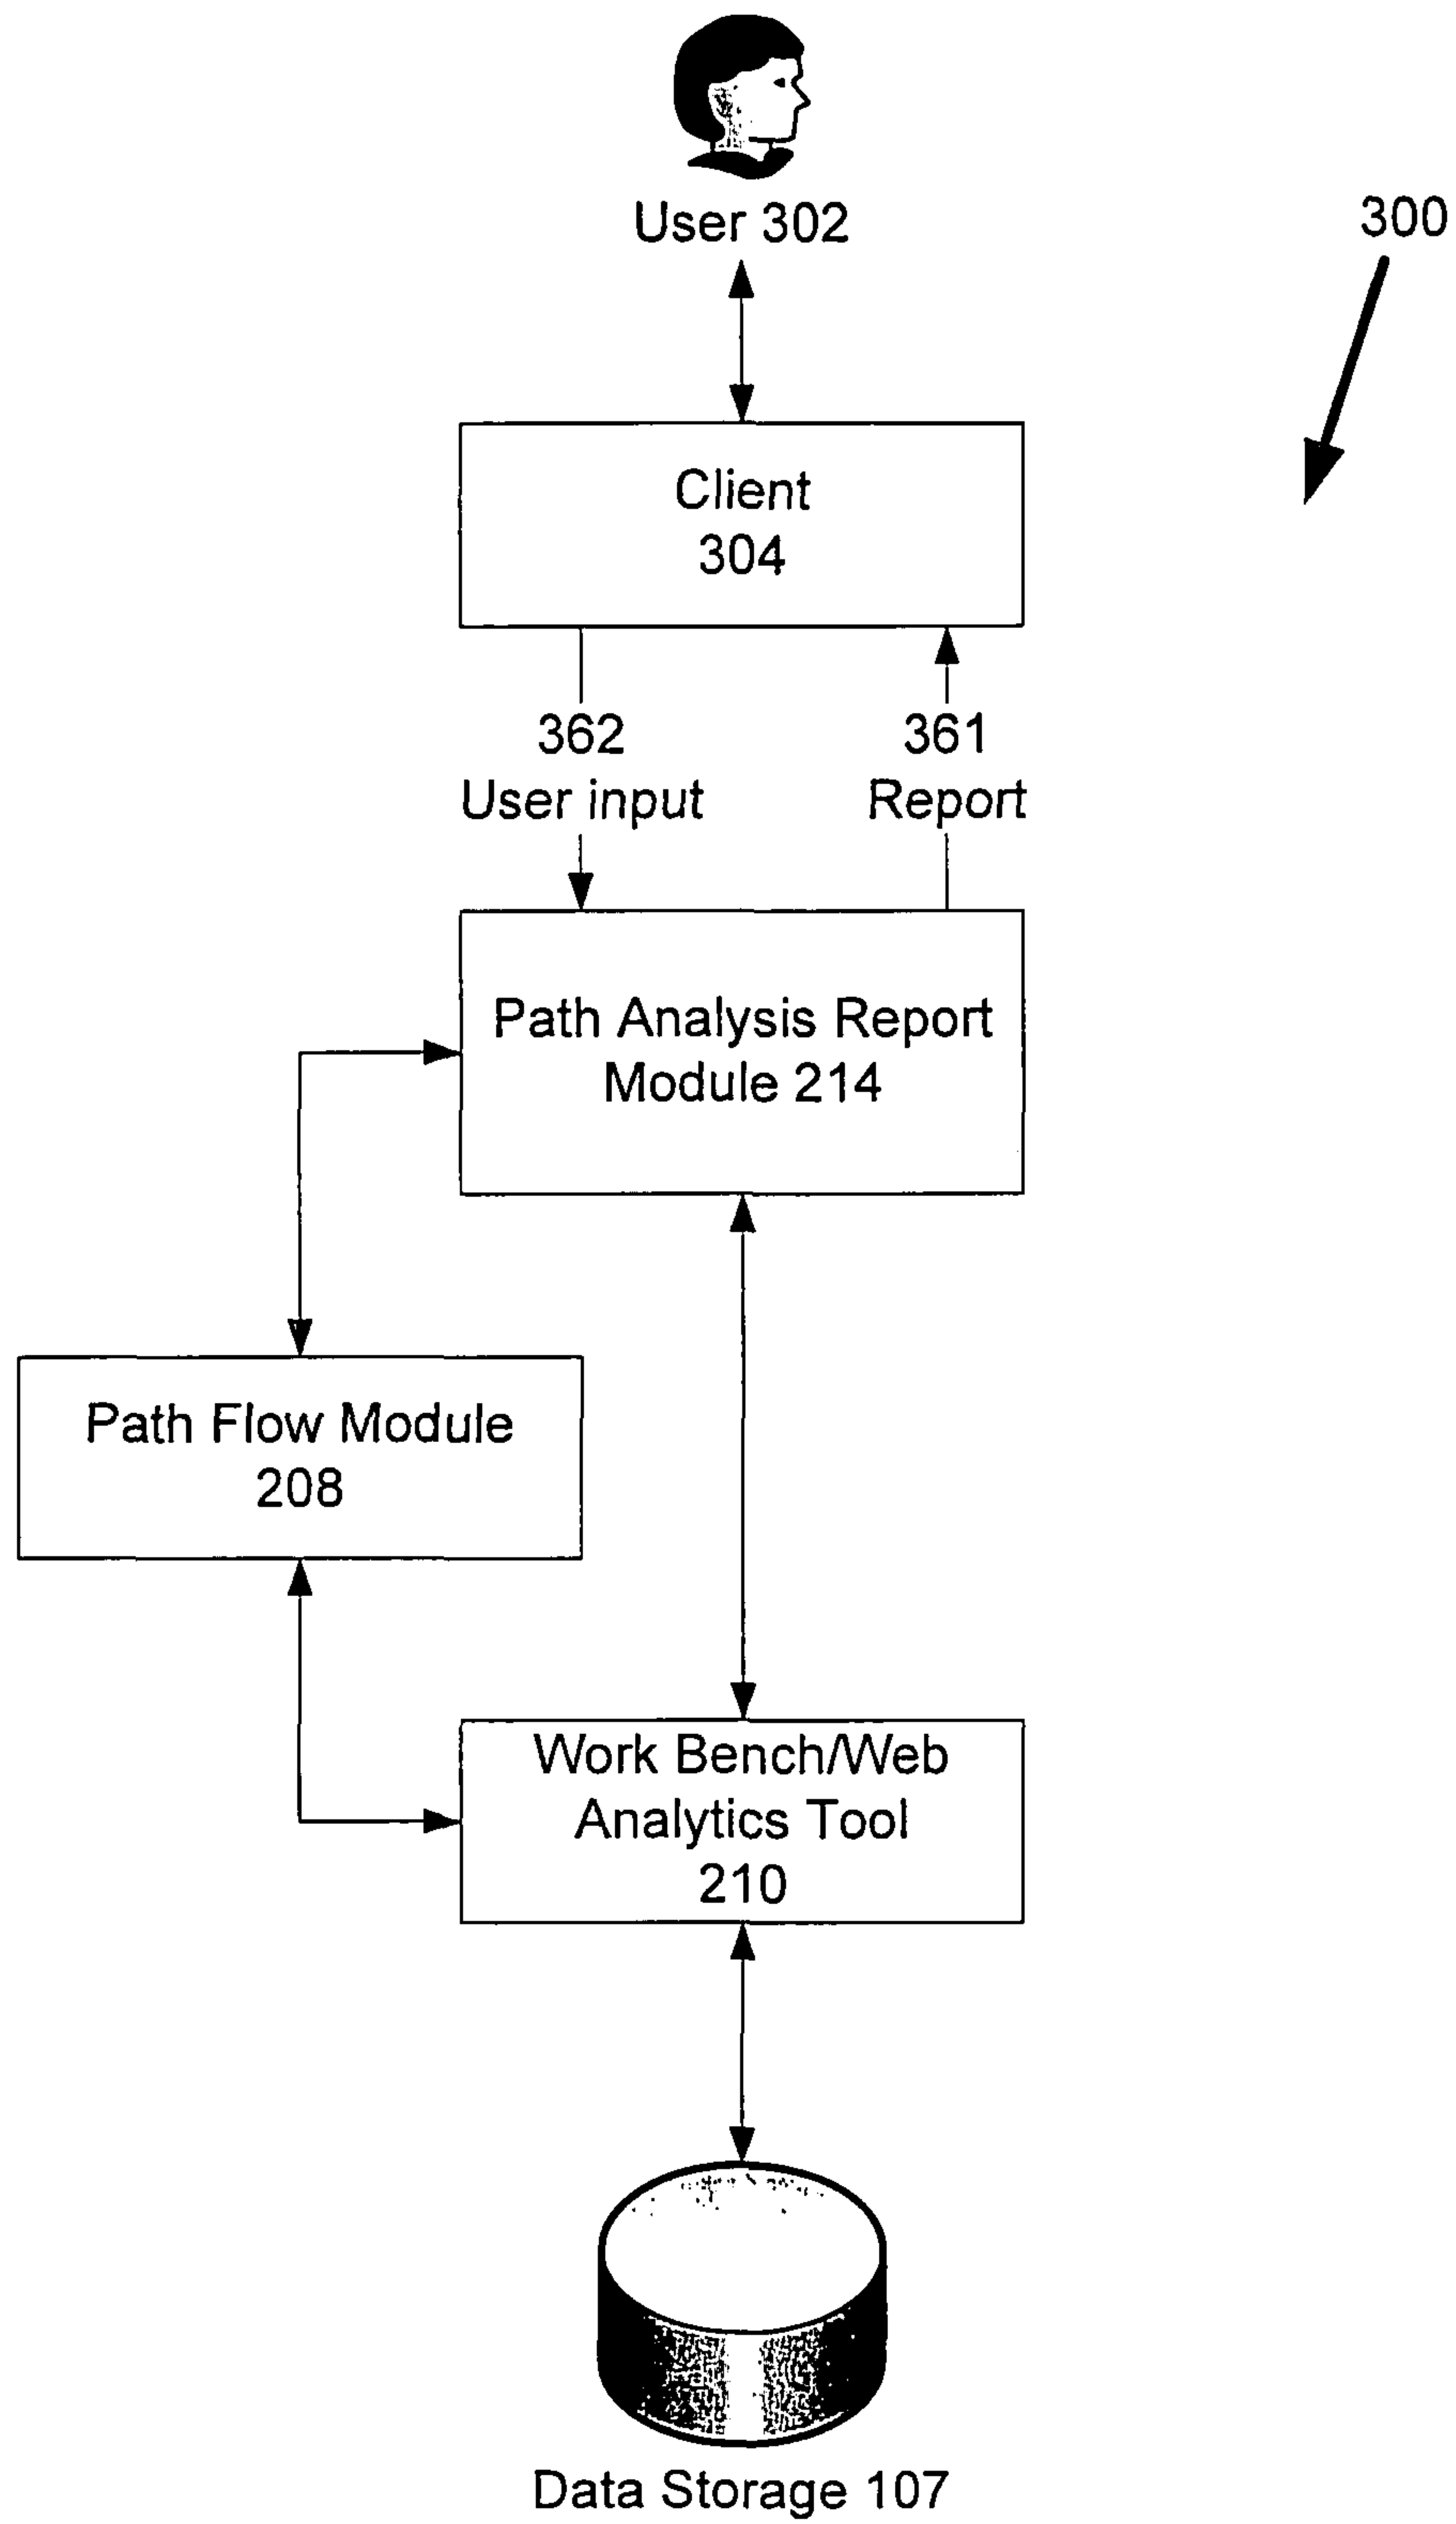 User 302
300
Client
304
362
User input
361
Report
Path Analysis Report
Module 214
Path Flow Module
208
Work Bench/Web
Analytics Tool
210
Data Storage 107